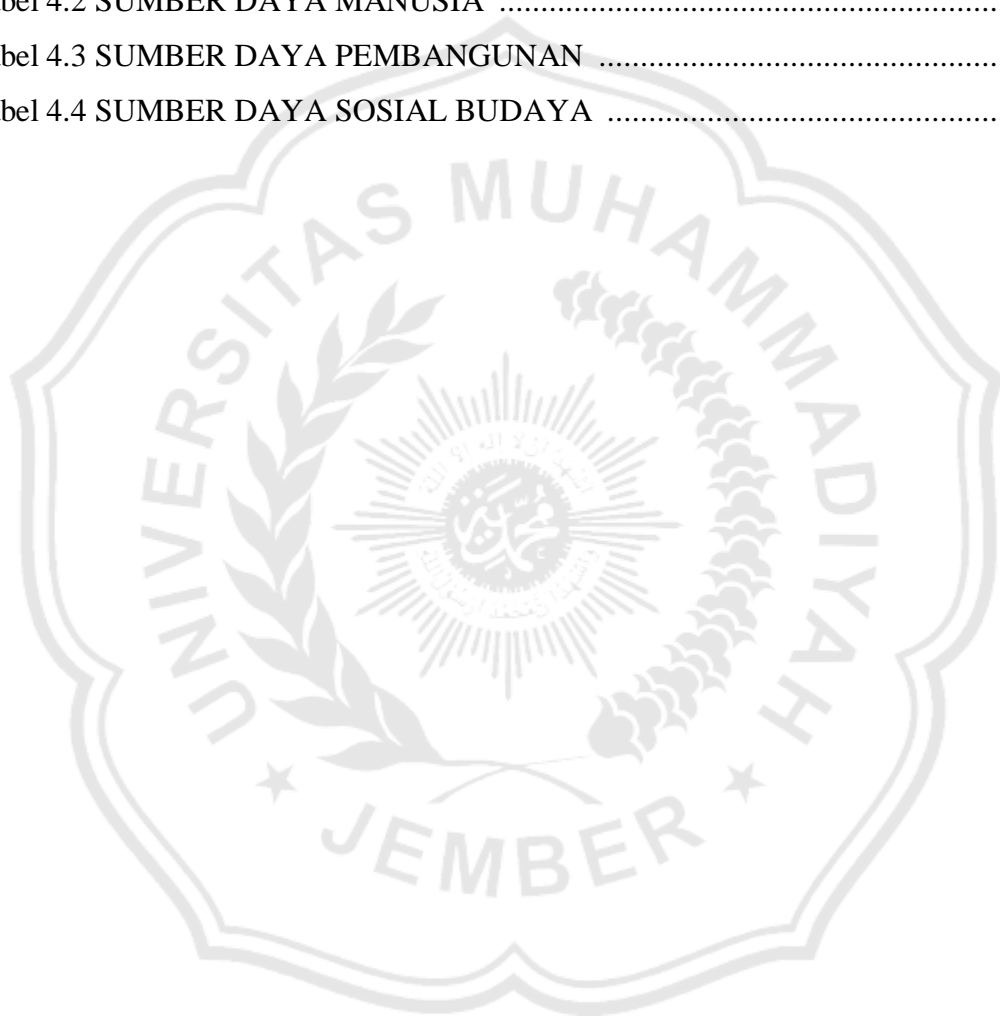 bel 4.2 SUMBER DAYA MANUSIA ...............................................................
bel 4.3 SUMBER DAYA PEMBANGUNAN ..................................................
bel 4.4 SUMBER DAYA SOSIAL BUDAYA .................................................
UNIVERSITAS MUHAMMADIYAH
JEMBER